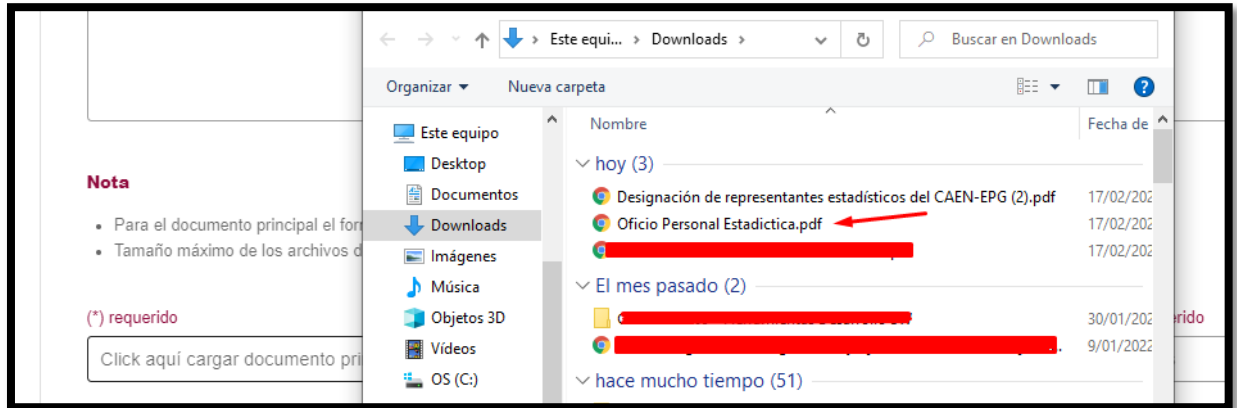 Este equi... > Downloads >
Buscar en Downloads
Organizar
Nueva carpeta
Este equipo
Desktop
Documentos
Downloads
Imágenes
Música
Objetos 3D
Vídeos
OS (C:)
Nombre
Fecha de
hoy (3)
Designación de representantes estadísticos del CAEN-EPG (2).pdf 17/02/202
Oficio Personal Estadictica.pdf 17/02/202
17/02/202
El mes pasado (2)
30/01/202
9/01/2022
hace mucho tiempo (51)
Nota
Para el documento principal el for
Tamaño máximo de los archivos d
(*) requerido
Click aquí cargar documento pri
erido